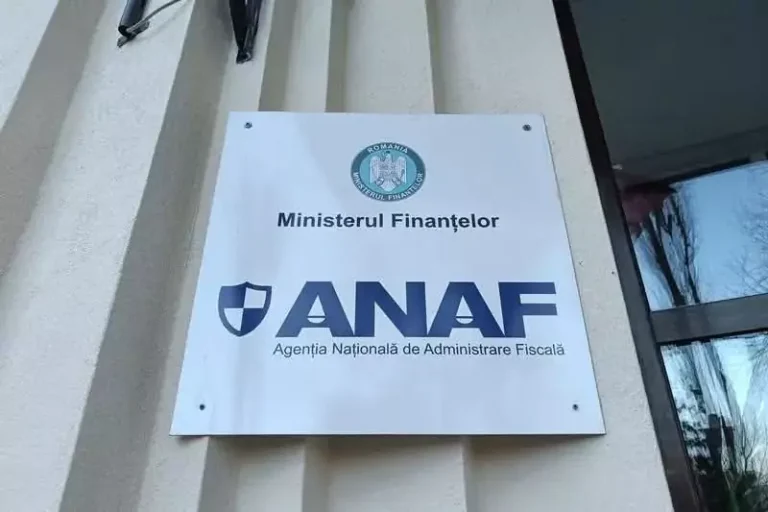 ROMANIA
MINISTERUL FINANȚELOR
Ministerul Finanțelor
ANAF
Agenția Națională de Administrare Fiscală